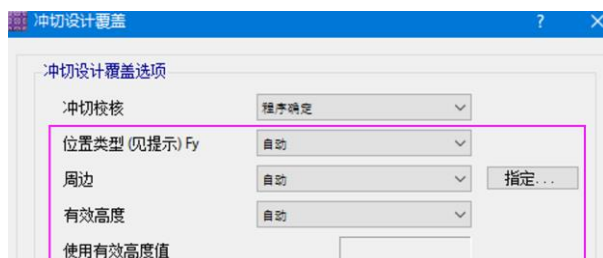 冲切设计覆盖 ? ×
冲切设计覆盖选项
冲切校核 程序确定
位置类型 (见提示) Fy 自动
周边 自动 指定...
有效高度 自动
使用有效高度值